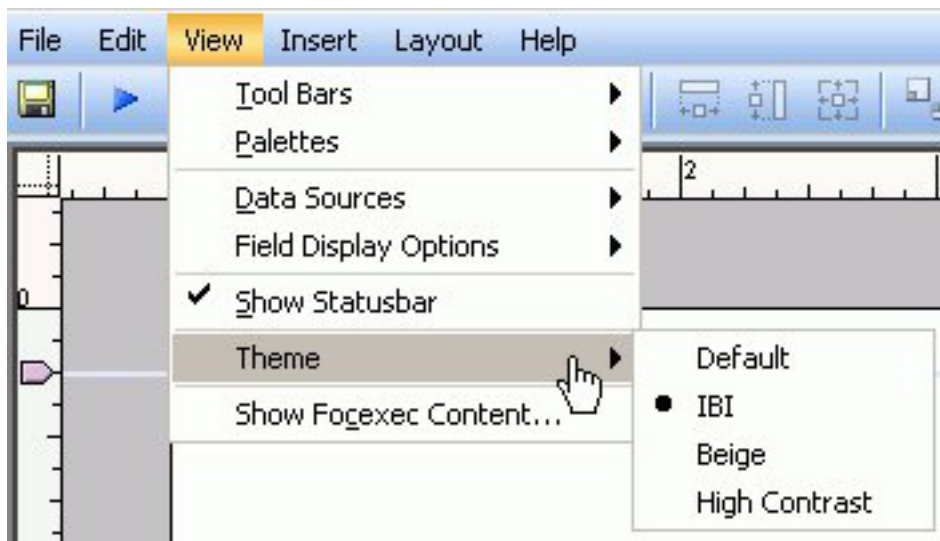 File Edit View Insert Layout Help
Tool Bars
Palettes
2
Data Sources
Field Display Options
0
Show Statusbar
Theme
Default
IBI
Show Focexec Content...
Beige
High Contrast